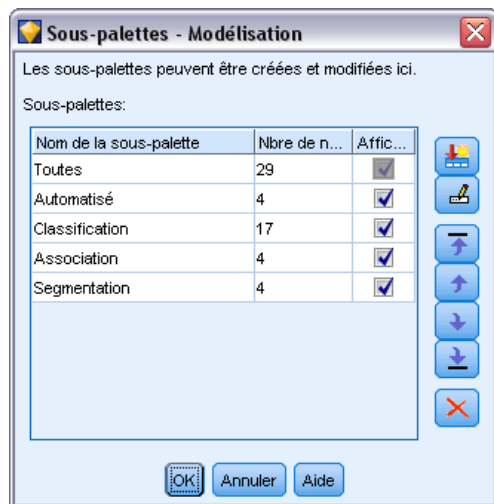 Sous-palettes - Modélisation
Les sous-palettes peuvent être créées et modifiées ici.
Sous-palettes:
Nom de la sous-palette Nbre de n... Affic...
Toutes 29
Automatisé 4
Classification 17
Association 4
Segmentation 4
OK Annuler Aide